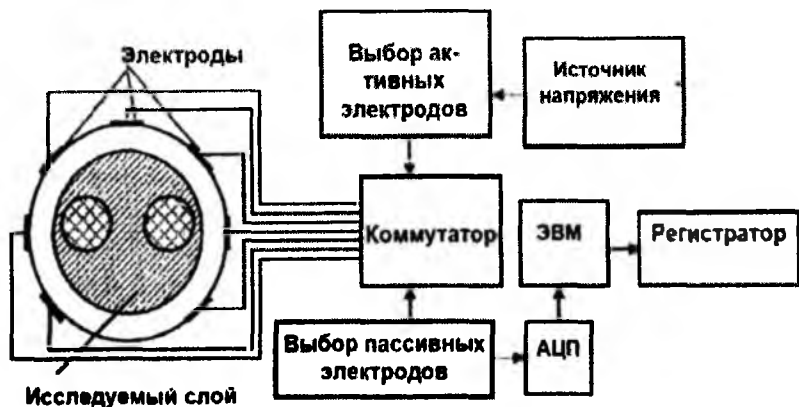 Электроды
Выбор ак-
тивных
электродов
Источник
напряжения
Коммутатор
ЭВМ
Регистратор
Выбор пассивных
электродов
АЦП
Исследуемый слой